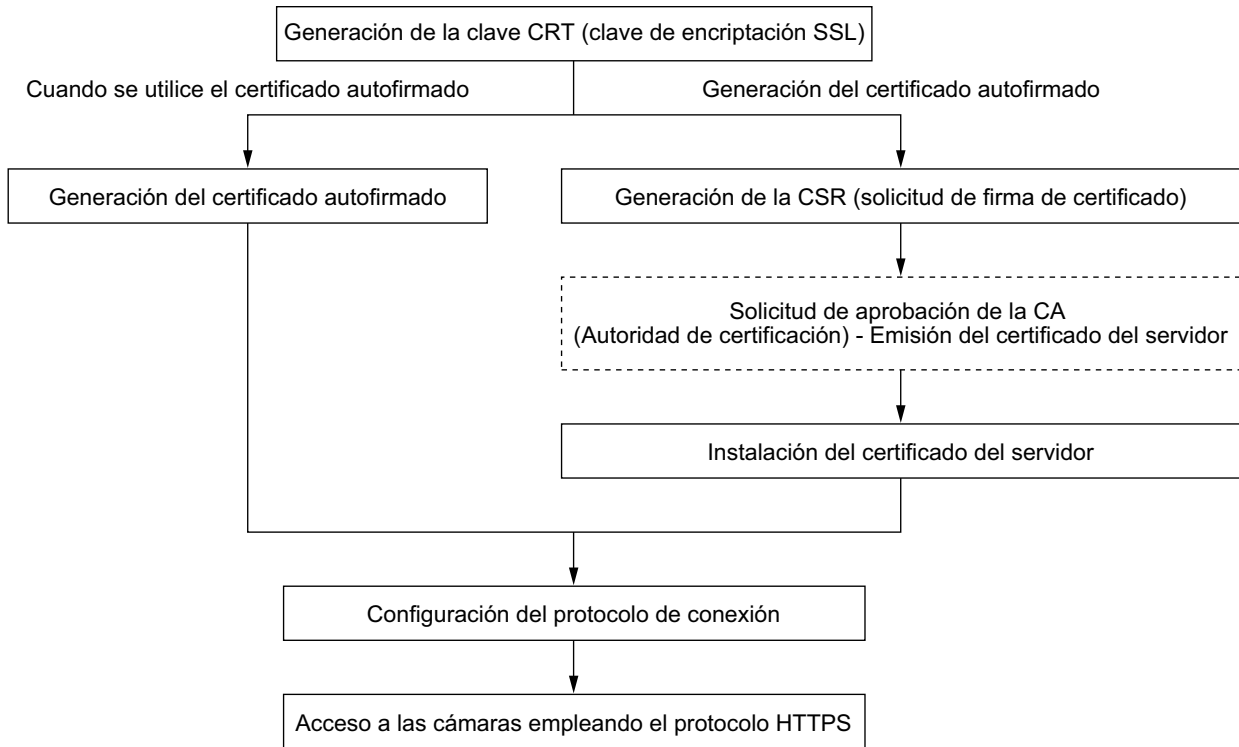 Generación de la clave CRT (clave de encriptación SSL)
Cuando se utilice el certificado autofirmado
Generación del certificado autofirmado
Generación del certificado autofirmado
Generación de la CSR (solicitud de firma de certificado)
Solicitud de aprobación de la CA
(Autoridad de certificación) - Emisión del certificado del servidor
Instalación del certificado del servidor
Configuración del protocolo de conexión
Acceso a las cámaras empleando el protocolo HTTPS